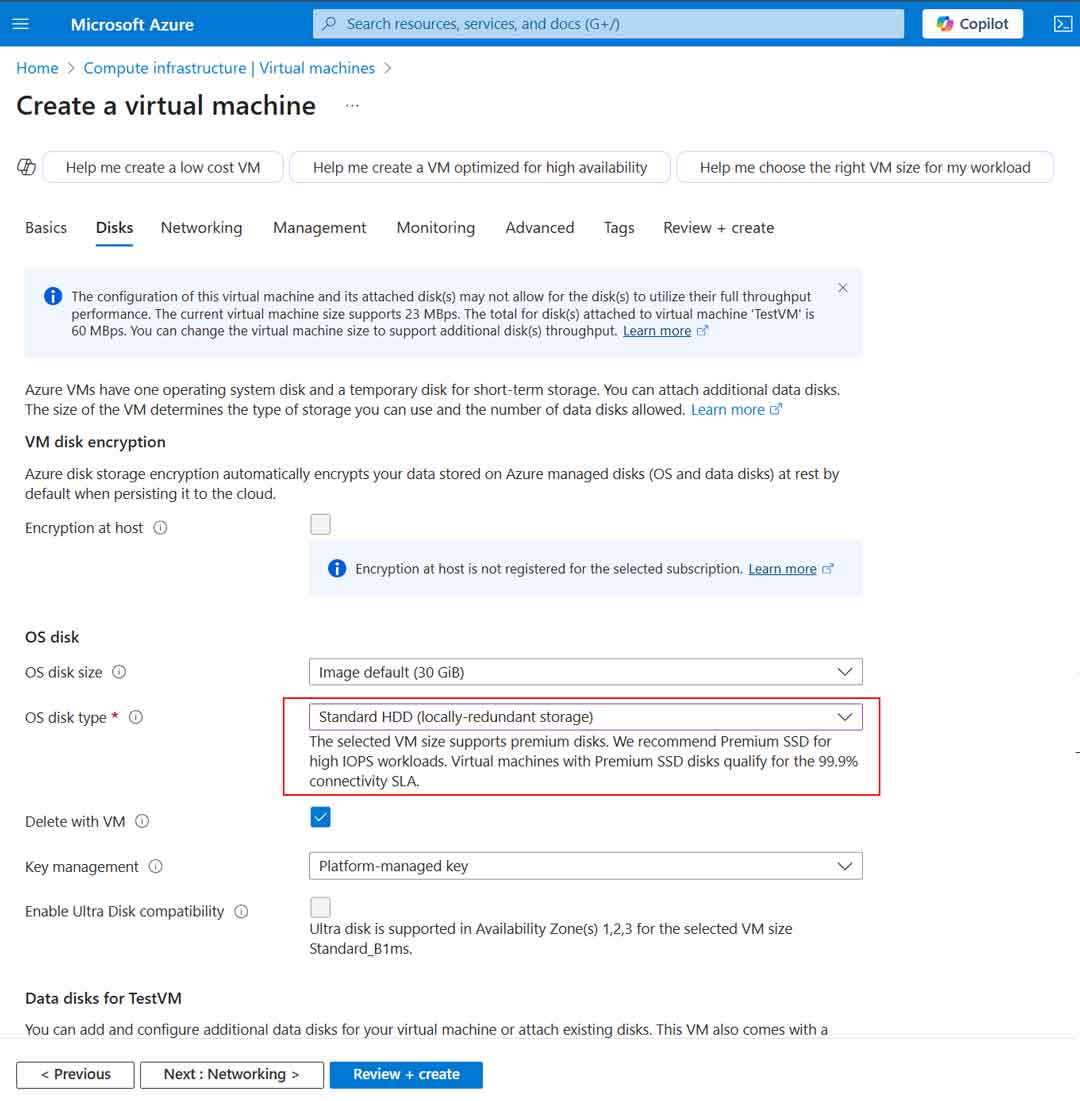 Microsoft Azure
Search resources, services, and docs (G+/)
Copilot
Home > Compute infrastructure | Virtual machines >
Create a virtual machine ...
Help me create a low cost VM
Help me create a VM optimized for high availability
Help me choose the right VM size for my workload
Basics Disks Networking Management Monitoring Advanced Tags Review + create
The configuration of this virtual machine and its attached disk(s) may not allow for the disk(s) to utilize their full throughput
performance. The current virtual machine size supports 23 MBps. The total for disk(s) attached to virtual machine 'TestVM' is
60 MBps. You can change the virtual machine size to support additional disk(s) throughput. Learn more
Azure VMs have one operating system disk and a temporary disk for short-term storage. You can attach additional data disks.
The size of the VM determines the type of storage you can use and the number of data disks allowed. Learn more
VM disk encryption
Azure disk storage encryption automatically encrypts your data stored on Azure managed disks (OS and data disks) at rest by
default when persisting it to the cloud.
Encryption at host
Encryption at host is not registered for the selected subscription. Learn more
OS disk
OS disk size
Image default (30 GiB)
OS disk type *
Standard HDD (locally-redundant storage)
The selected VM size supports premium disks. We recommend Premium SSD for
high IOPS workloads. Virtual machines with Premium SSD disks qualify for the 99.9%
connectivity SLA.
Delete with VM
Key management
Platform-managed key
Enable Ultra Disk compatibility
Ultra disk is supported in Availability Zone(s) 1,2,3 for the selected VM size
Standard_B1ms.
Data disks for TestVM
You can add and configure additional data disks for your virtual machine or attach existing disks. This VM also comes with a
< Previous
Next : Networking >
Review + create